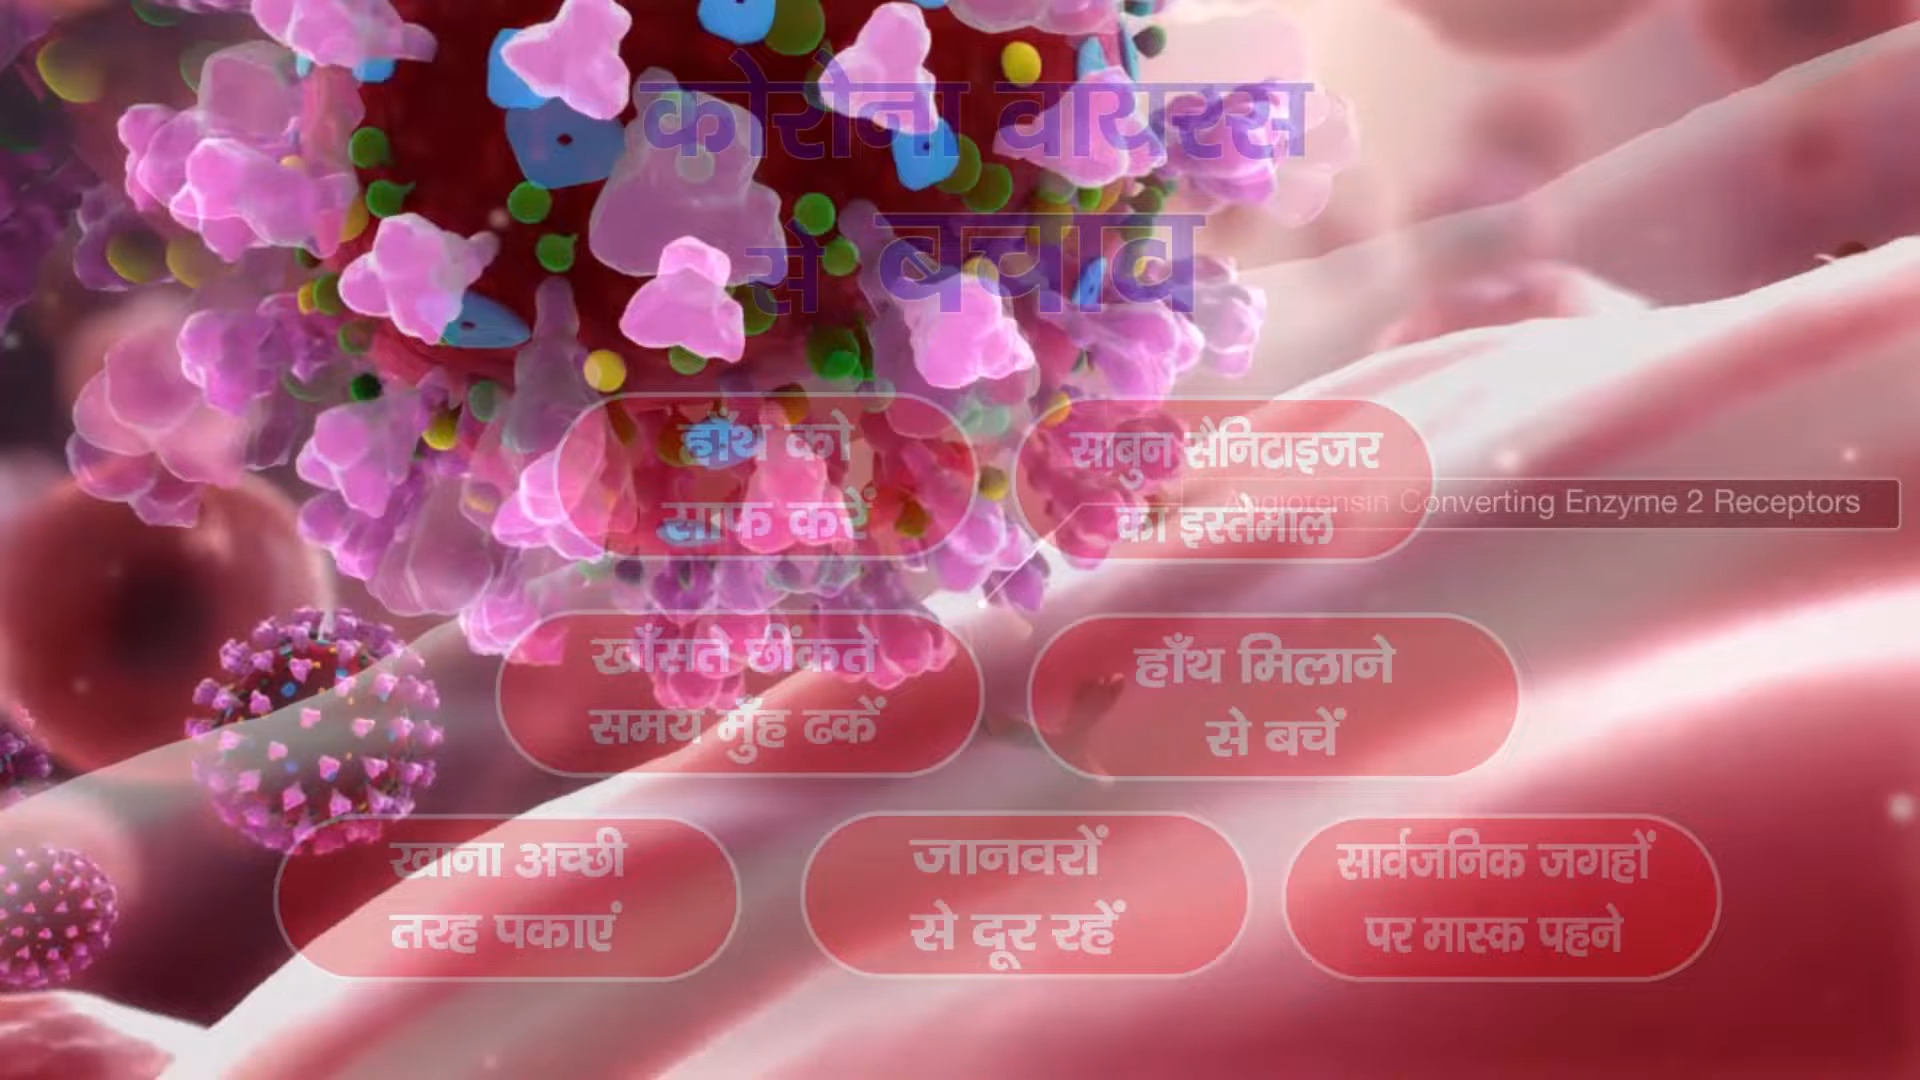 कोरोना वायरस
से बचाव
हाँथ को
साफ करें
साबुन सैनिटाइजर
का इस्तेमाल
Angiotensin Converting Enzyme 2 Receptors
खाँसते छींकते
समय मुँह ढकें
हाँथ मिलाने
से बचें
खाना अच्छी
तरह पकाएं
जानवरों
से दूर रहें
सार्वजनिक जगहों
पर मास्क पहने